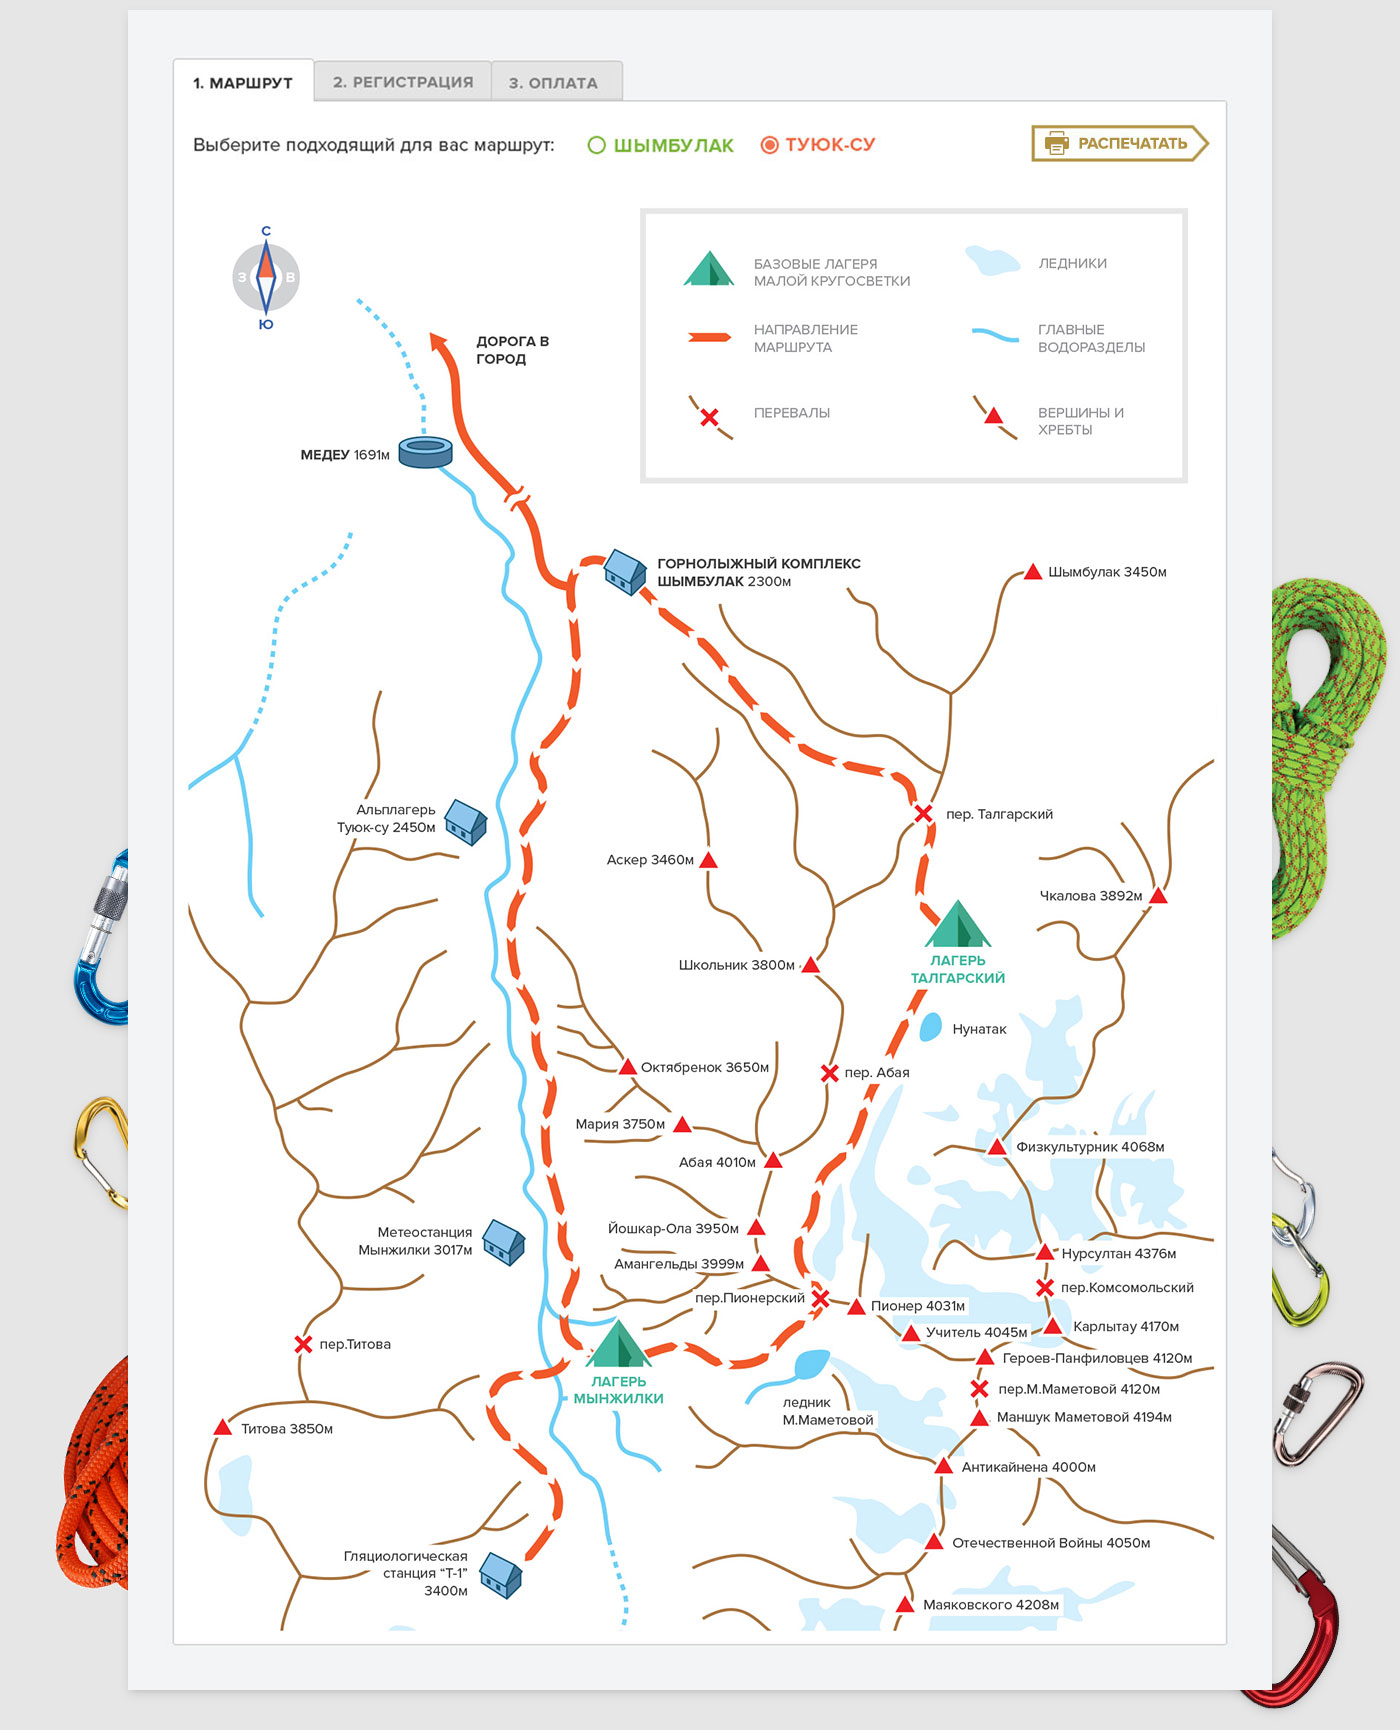 1. МАРШРУТ
2. РЕГИСТРАЦИЯ
3. ОПЛАТА
Выберите подходящий для вас маршрут:
ШЫМБУЛАК
ТУЮК-СУ
РАСПЕЧАТАТЬ
С
З
В
Ю
БАЗОВЫЕ ЛАГЕРЯ
МАЛОЙ КРУГОСВЕТКИ
ЛЕДНИКИ
НАПРАВЛЕНИЕ
МАРШРУТА
ГЛАВНЫЕ
ВОДОРАЗДЕЛЫ
ПЕРЕВАЛЫ
ВЕРШИНЫ И
ХРЕБТЫ
ДОРОГА В
ГОРОД
МЕДЕУ 1691м
ГОРНОЛЫЖНЫЙ КОМПЛЕКС
ШЫМБУЛАК 2300м
Шымбулак 3450м
Альплагерь
Туюк-су 2450м
пер. Талгарский
Аскер 3460м
Чкалова 3892м
Школьник 3800м
ЛАГЕРЬ
ТАЛГАРСКИЙ
Нунатак
Октябренок 3650м
пер. Абая
Мария 3750м
Физкультурник 4068м
Абая 4010м
Метеостанция
Мынжилки 3017м
Йошкар-Ола 3950м
Амангельды 3999м
Нурсултан 4376м
пер.Комсомольский
пер.Пионерский
Пионер 4031м
Учитель 4045м
Карлытау 4170м
пер.Титова
Героев-Панфиловцев 4120м
ЛАГЕРЬ
МЫНЖИЛКИ
пер.М.Маметовой 4120м
ледник
М.Маметовой
Маншук Маметовой 4194м
Титова 3850м
Антикайнена 4000м
Отечественной Войны 4050м
Гляциологическая
станция “Т-1”
3400м
Маяковского 4208м